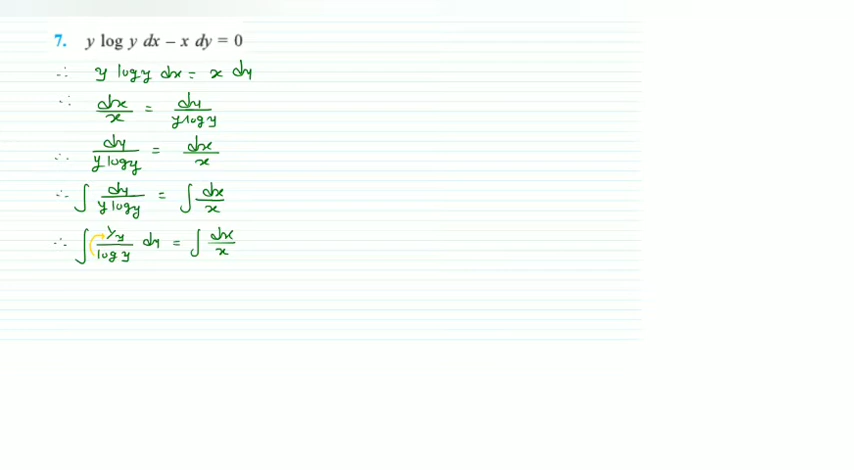 7. y log y dx – x dy = 0
∴ y log y dx = x dy
∴ dx/x = dy/(y log y)
∴ dy/(y log y) = dx/x
∴ ∫ dy/(y log y) = ∫ dx/x
∴ ∫ (1/y)/(log y) dy = ∫ dx/x